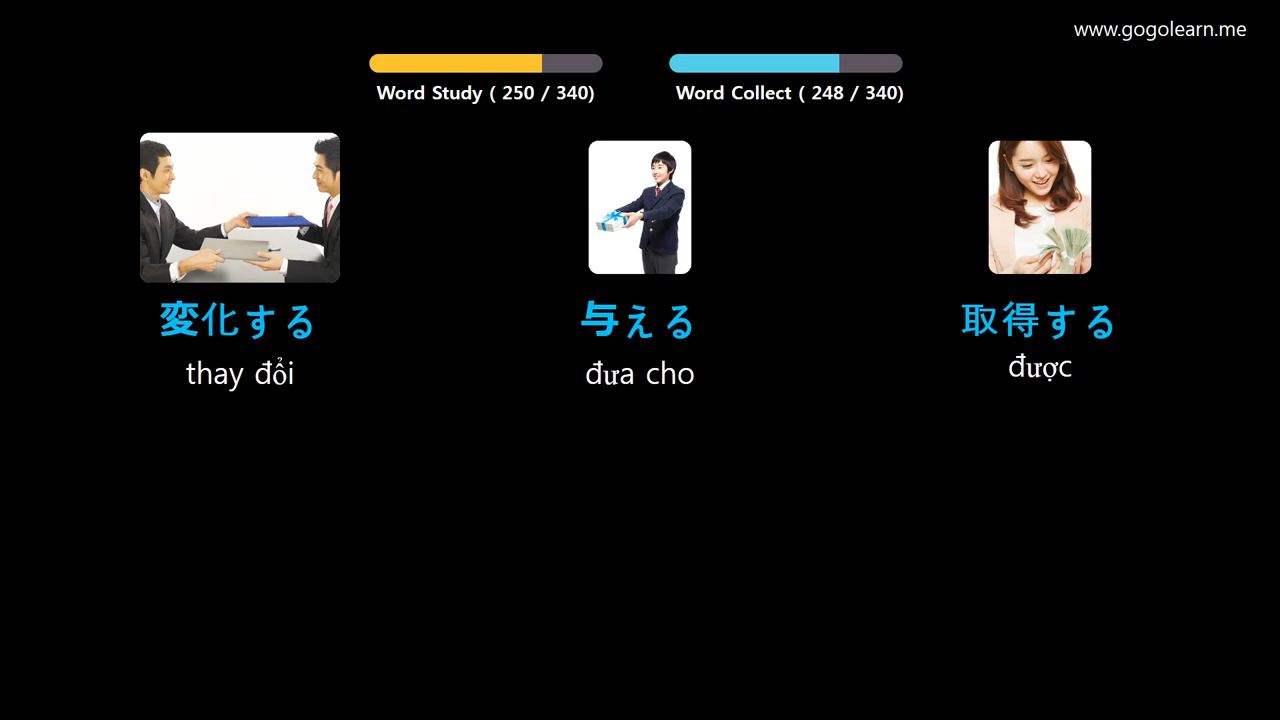 www.gogolearn.me
Word Study ( 250 / 340)
Word Collect ( 248 / 340)
変化する
与える
取得する
thay đổi
đưa cho
được